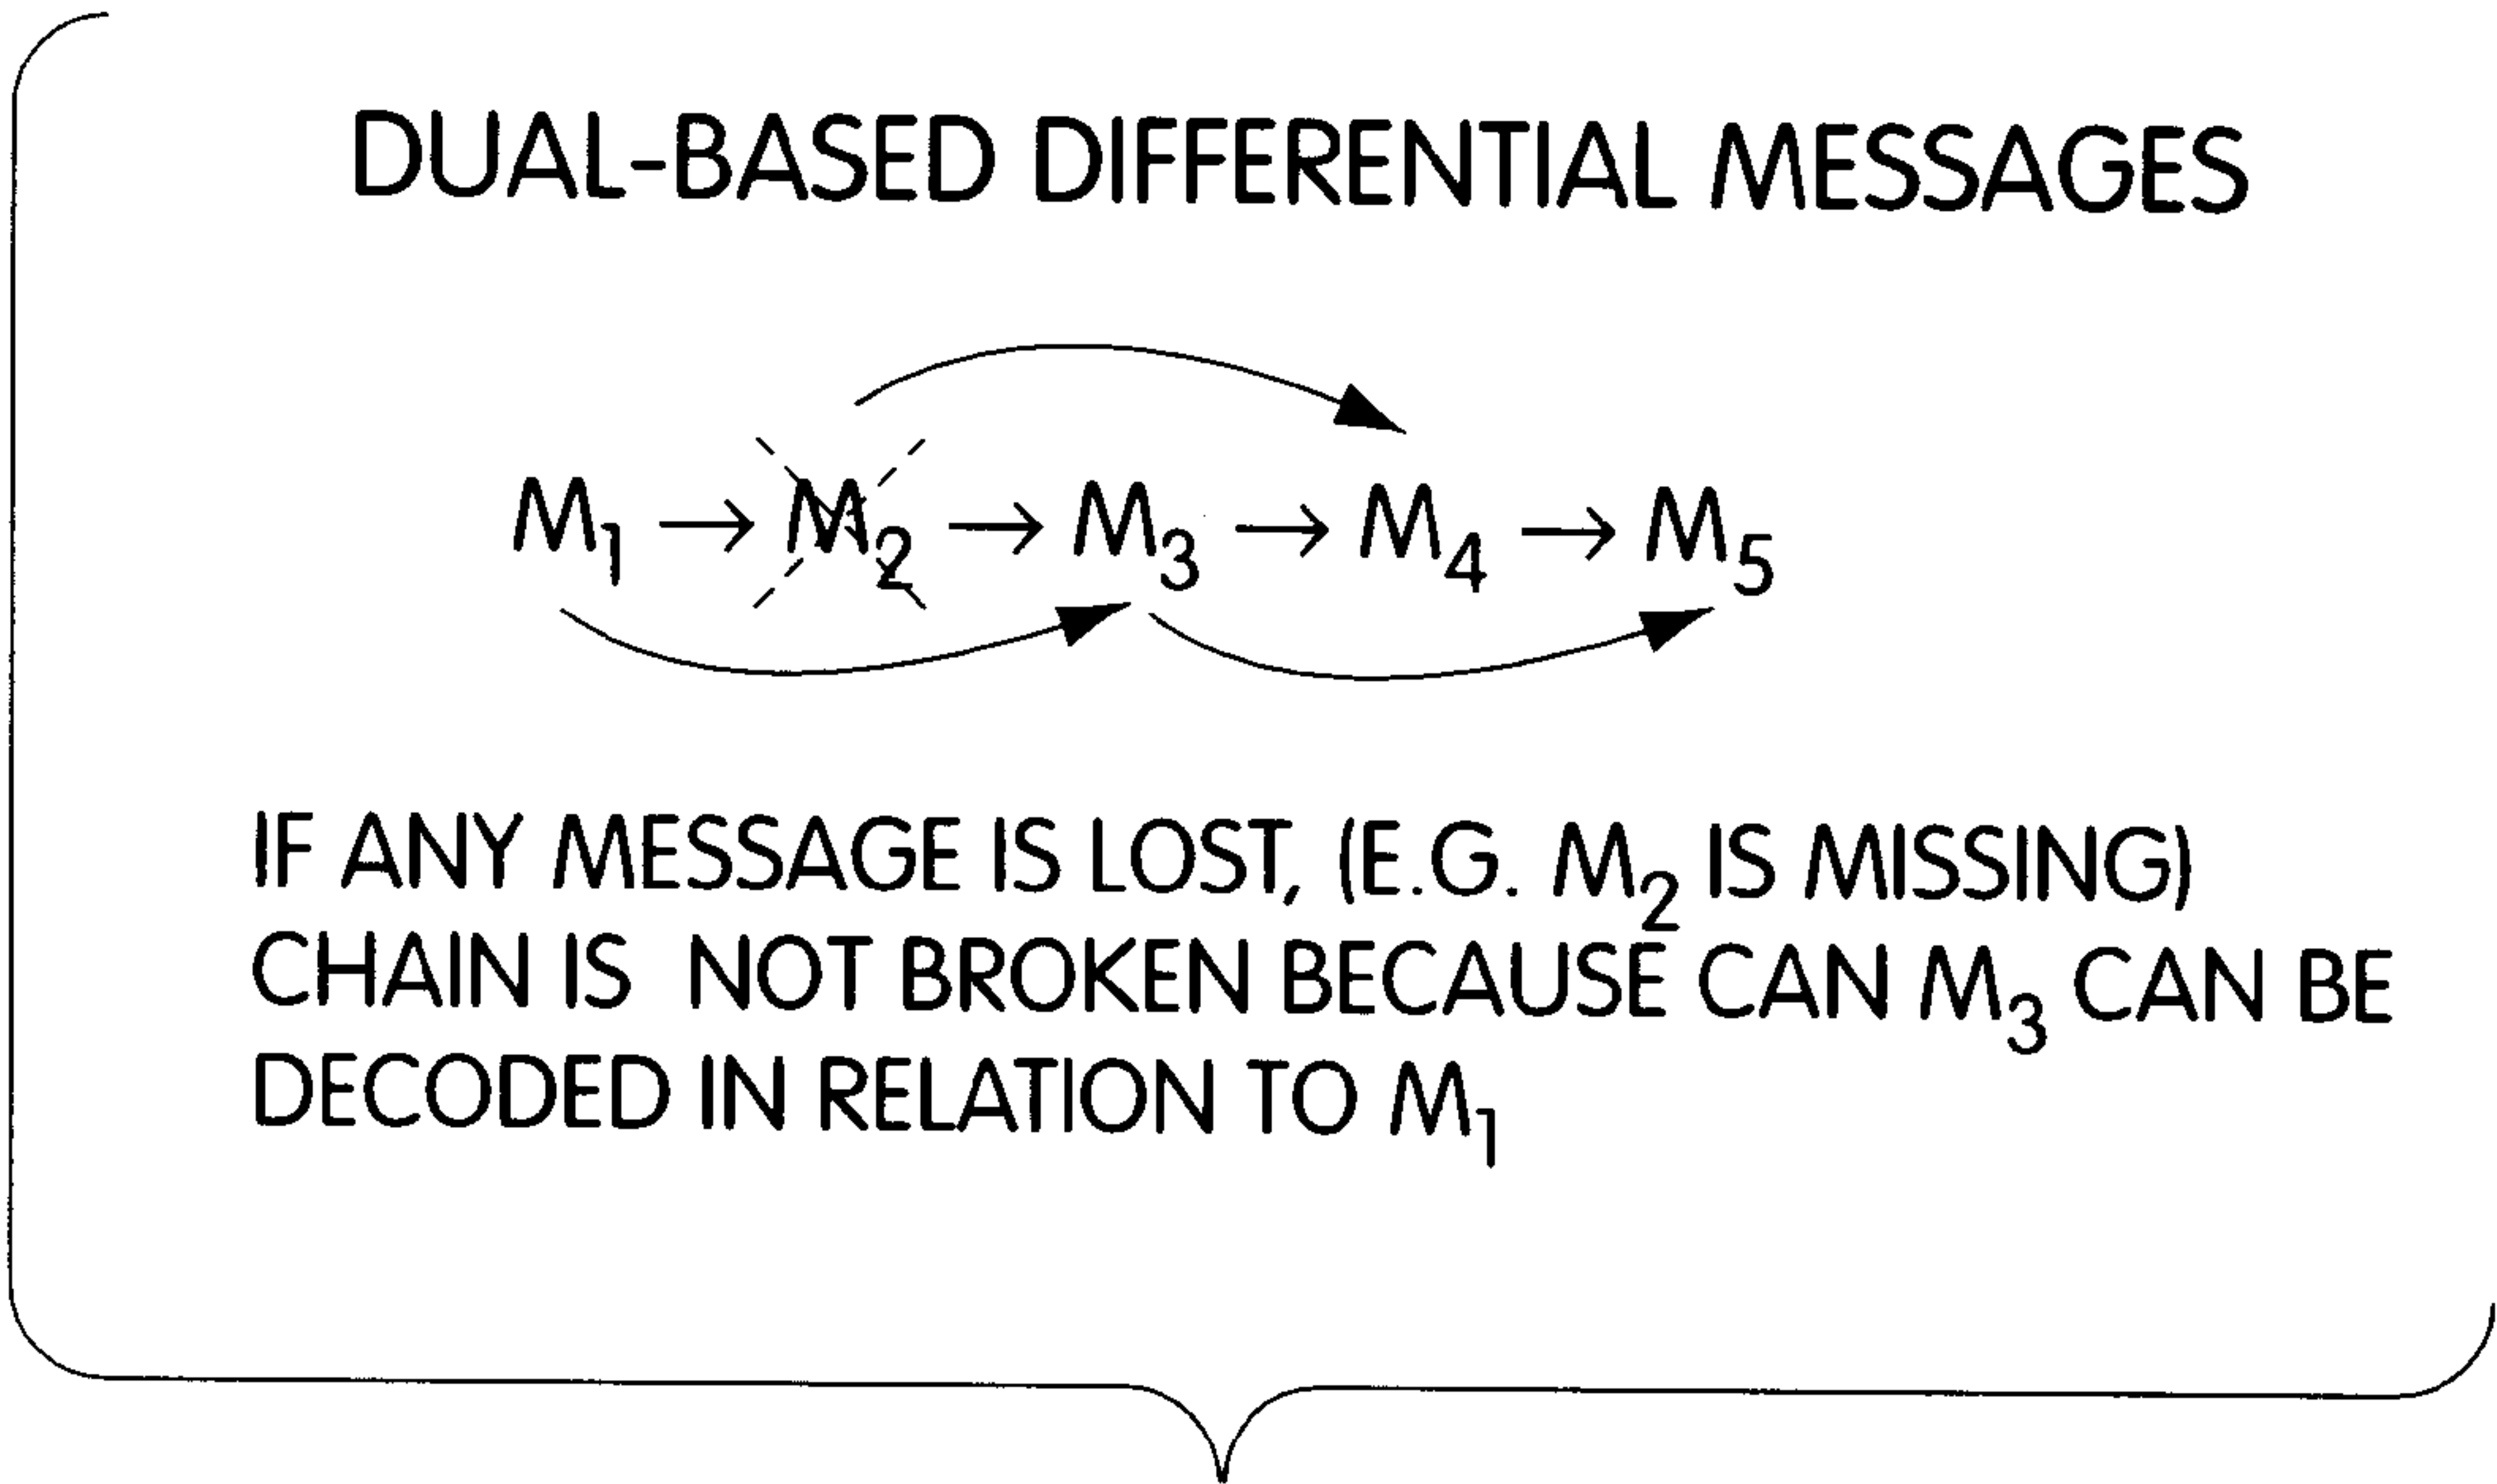 DUAL-BASED DIFFERENTIAL MESSAGES
M₁ → M₂ → M₃ → M₄ → M₅
IF ANY MESSAGE IS LOST, (E.G. M₂ IS MISSING)
CHAIN IS NOT BROKEN BECAUSE CAN M₃ CAN BE
DECODED IN RELATION TO M₁